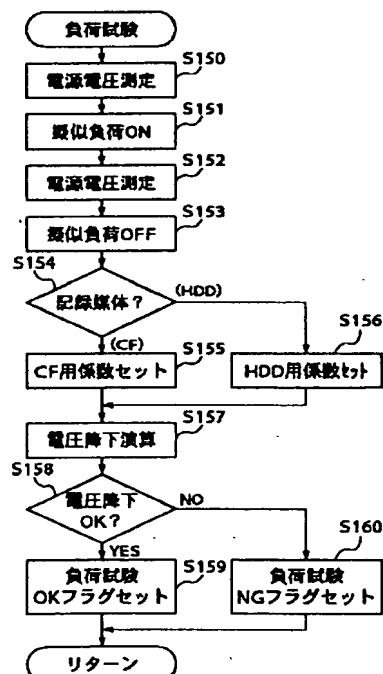 負荷試験
S150
電源電圧測定
S151
擬似負荷ON
S152
電源電圧測定
S153
擬似負荷OFF
S154
記録媒体？
(HDD)
(CF)
S155
CF用係数セット
S156
HDD用係数ｾｯﾄ
S157
電圧降下演算
S158
電圧降下
OK？
NO
YES
S159
負荷試験
OKフラグセット
S160
負荷試験
NGフラグセット
リターン